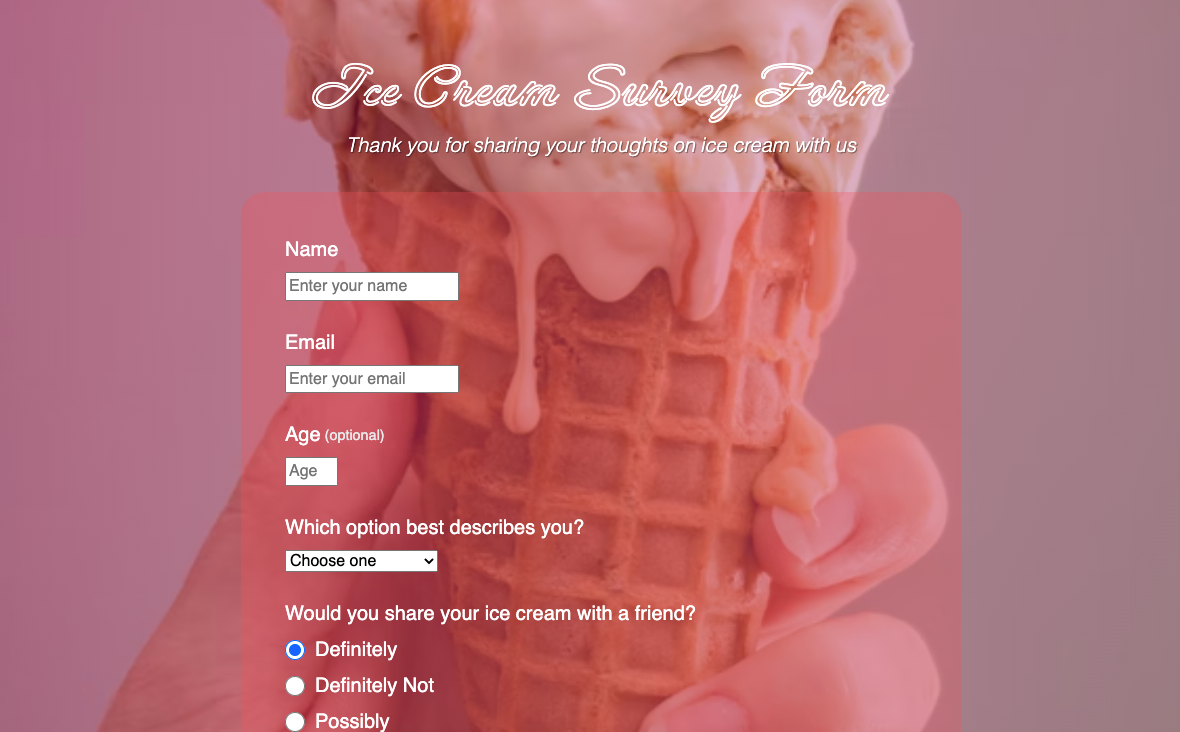 Ice Cream Survey Form
Thank you for sharing your thoughts on ice cream with us
Name
Enter your name
Email
Enter your email
Age (optional)
Age
Which option best describes you?
Choose one
Would you share your ice cream with a friend?
Definitely
Definitely Not
Possibly